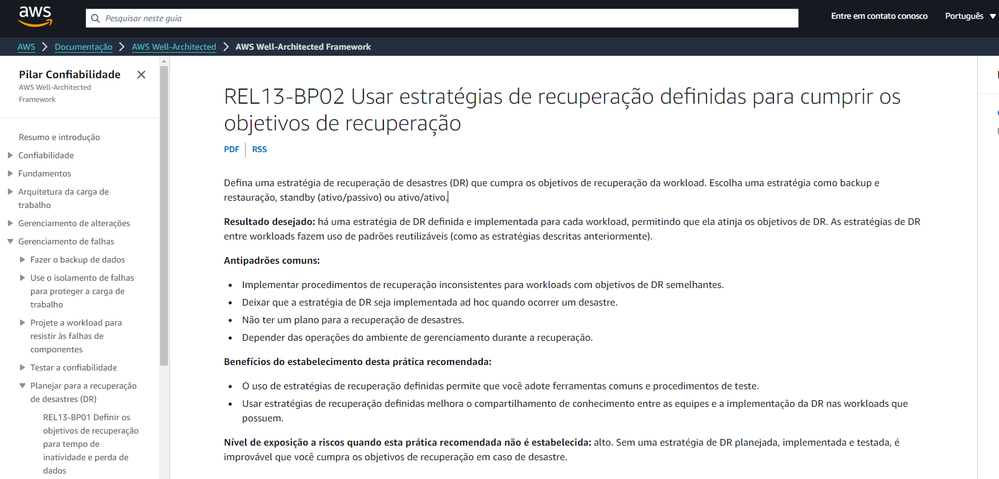 aws
Pesquisar neste guia
Entre em contato conosco
Português
AWS
Documentação
AWS Well-Architected
AWS Well-Architected Framework
Pilar Confiabilidade
AWS Well-Architected
Framework
Resumo e introdução
Confiabilidade
Fundamentos
Arquitetura da carga de
trabalho
Gerenciamento de alterações
Gerenciamento de falhas
Fazer o backup de dados
Use o isolamento de falhas
para proteger a carga de
trabalho
Projete a workload para
resistir às falhas de
componentes
Testar a confiabilidade
Planejar para a recuperação
de desastres (DR)
REL13-BP01 Definir os
objetivos de recuperação
para tempo de
inatividade e perda de
dados
REL13-BP02 Usar estratégias de recuperação definidas para cumprir os
objetivos de recuperação
PDF
RSS
Defina uma estratégia de recuperação de desastres (DR) que cumpra os objetivos de recuperação da workload. Escolha uma estratégia como backup e
restauração, standby (ativo/passivo) ou ativo/ativo.
Resultado desejado: há uma estratégia de DR definida e implementada para cada workload, permitindo que ela atinja os objetivos de DR. As estratégias de DR
entre workloads fazem uso de padrões reutilizáveis (como as estratégias descritas anteriormente).
Antipadrões comuns:
• Implementar procedimentos de recuperação inconsistentes para workloads com objetivos de DR semelhantes.
• Deixar que a estratégia de DR seja implementada ad hoc quando ocorrer um desastre.
• Não ter um plano para a recuperação de desastres.
• Depender das operações do ambiente de gerenciamento durante a recuperação.
Benefícios do estabelecimento desta prática recomendada:
• O uso de estratégias de recuperação definidas permite que você adote ferramentas comuns e procedimentos de teste.
• Usar estratégias de recuperação definidas melhora o compartilhamento de conhecimento entre as equipes e a implementação da DR nas workloads que
possuem.
Nível de exposição a riscos quando esta prática recomendada não é estabelecida: alto. Sem uma estratégia de DR planejada, implementada e testada, é
improvável que você cumpra os objetivos de recuperação em caso de desastre.